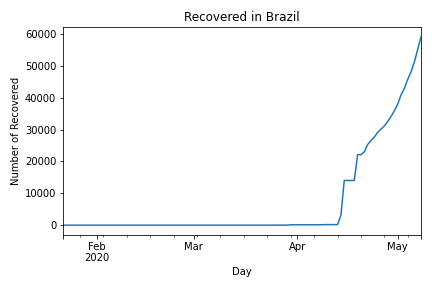 Recovered in Brazil
Number of Recovered
60000
50000
40000
30000
20000
10000
0
Feb
2020
Mar
Apr
May
Day